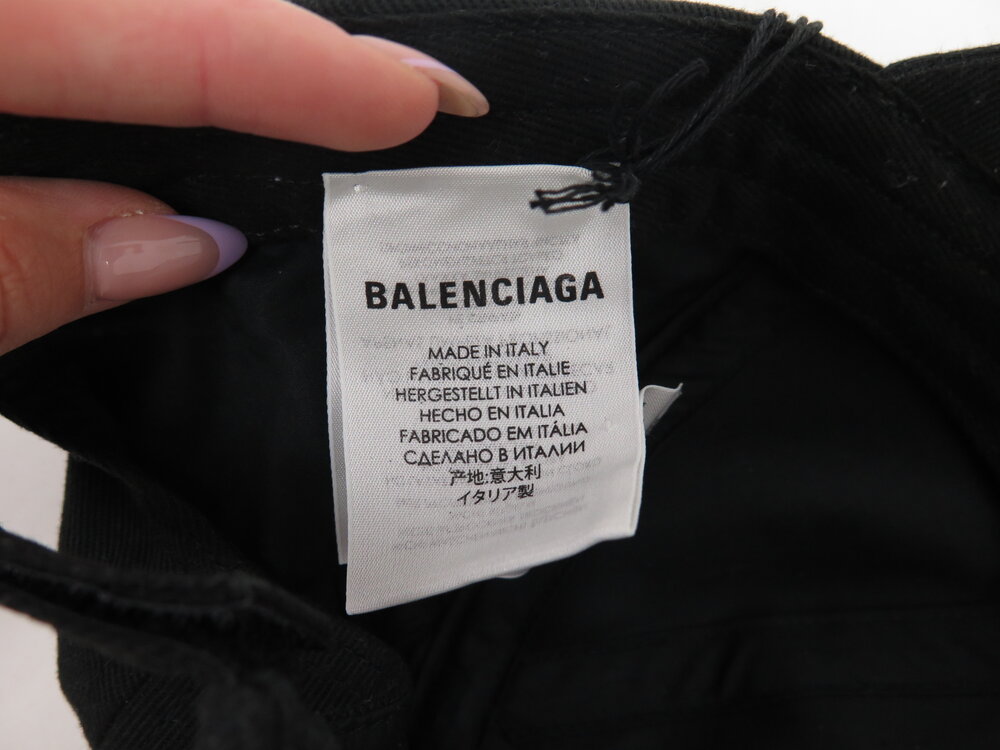 BALENCIAGA
MADE IN ITALY
FABRIQUÉ EN ITALIE
HERGESTELLT IN ITALIEN
HECHO EN ITALIA
FABRICADO EM ITÁLIA
СДЕЛАНО В ИТАЛИИ
产地:意大利
イタリア製